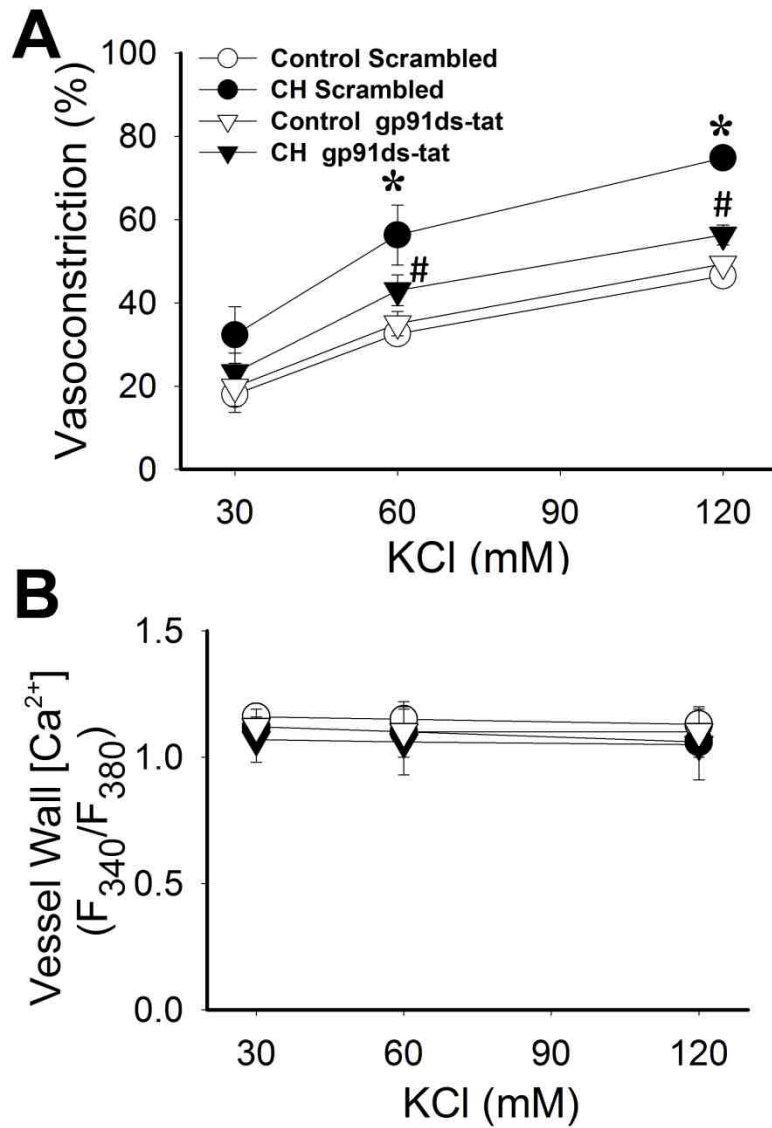 A
Vasoconstriction (%)
100
80
60
40
20
0
Control Scrambled
CH Scrambled
Control gp91ds-tat
CH gp91ds-tat
*
*
#
#
30
60
90
120
KCl (mM)
B
Vessel Wall [Ca²⁺]
(F₃₄₀/F₃₈₀)
1.5
1.0
0.5
0.0
30
60
90
120
KCl (mM)